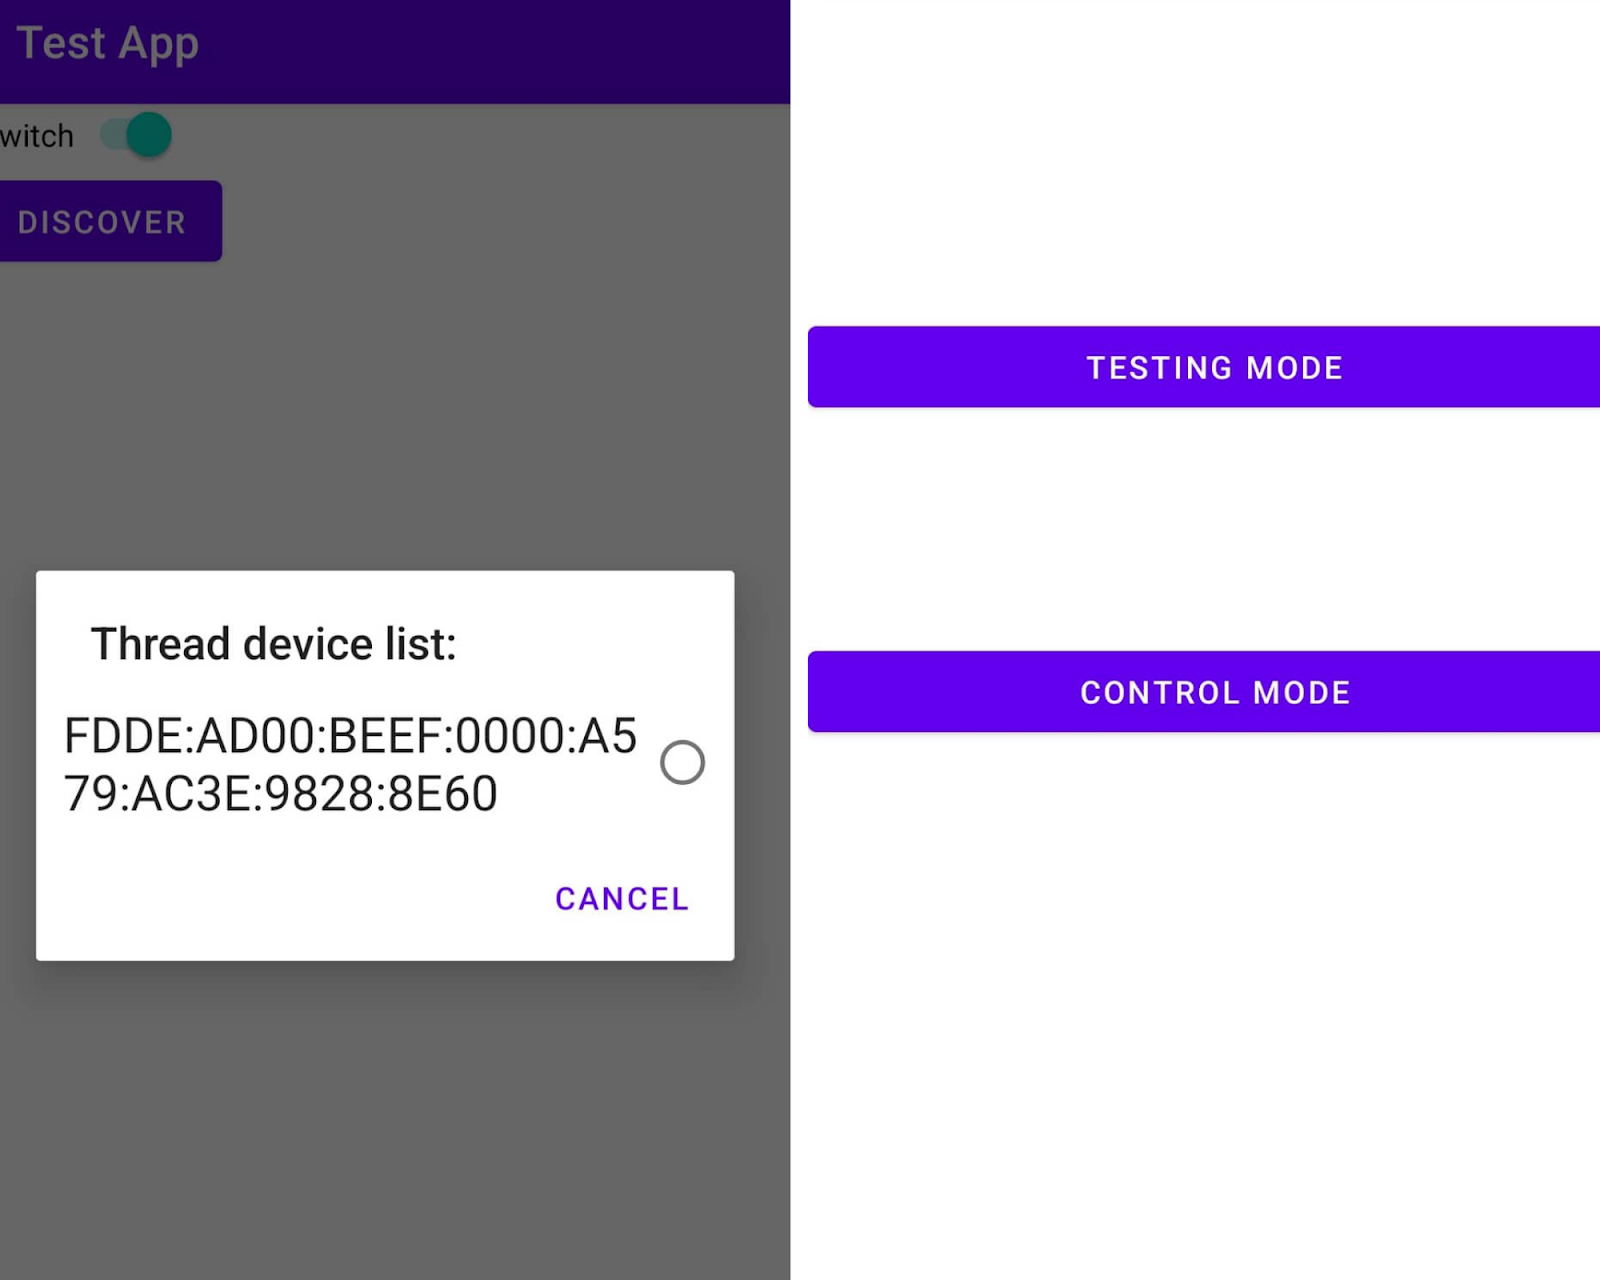 Test App
witch
DISCOVER
Thread device list:
FDDE:AD00:BEEF:0000:A5
79:AC3E:9828:8E60
CANCEL
TESTING MODE
CONTROL MODE